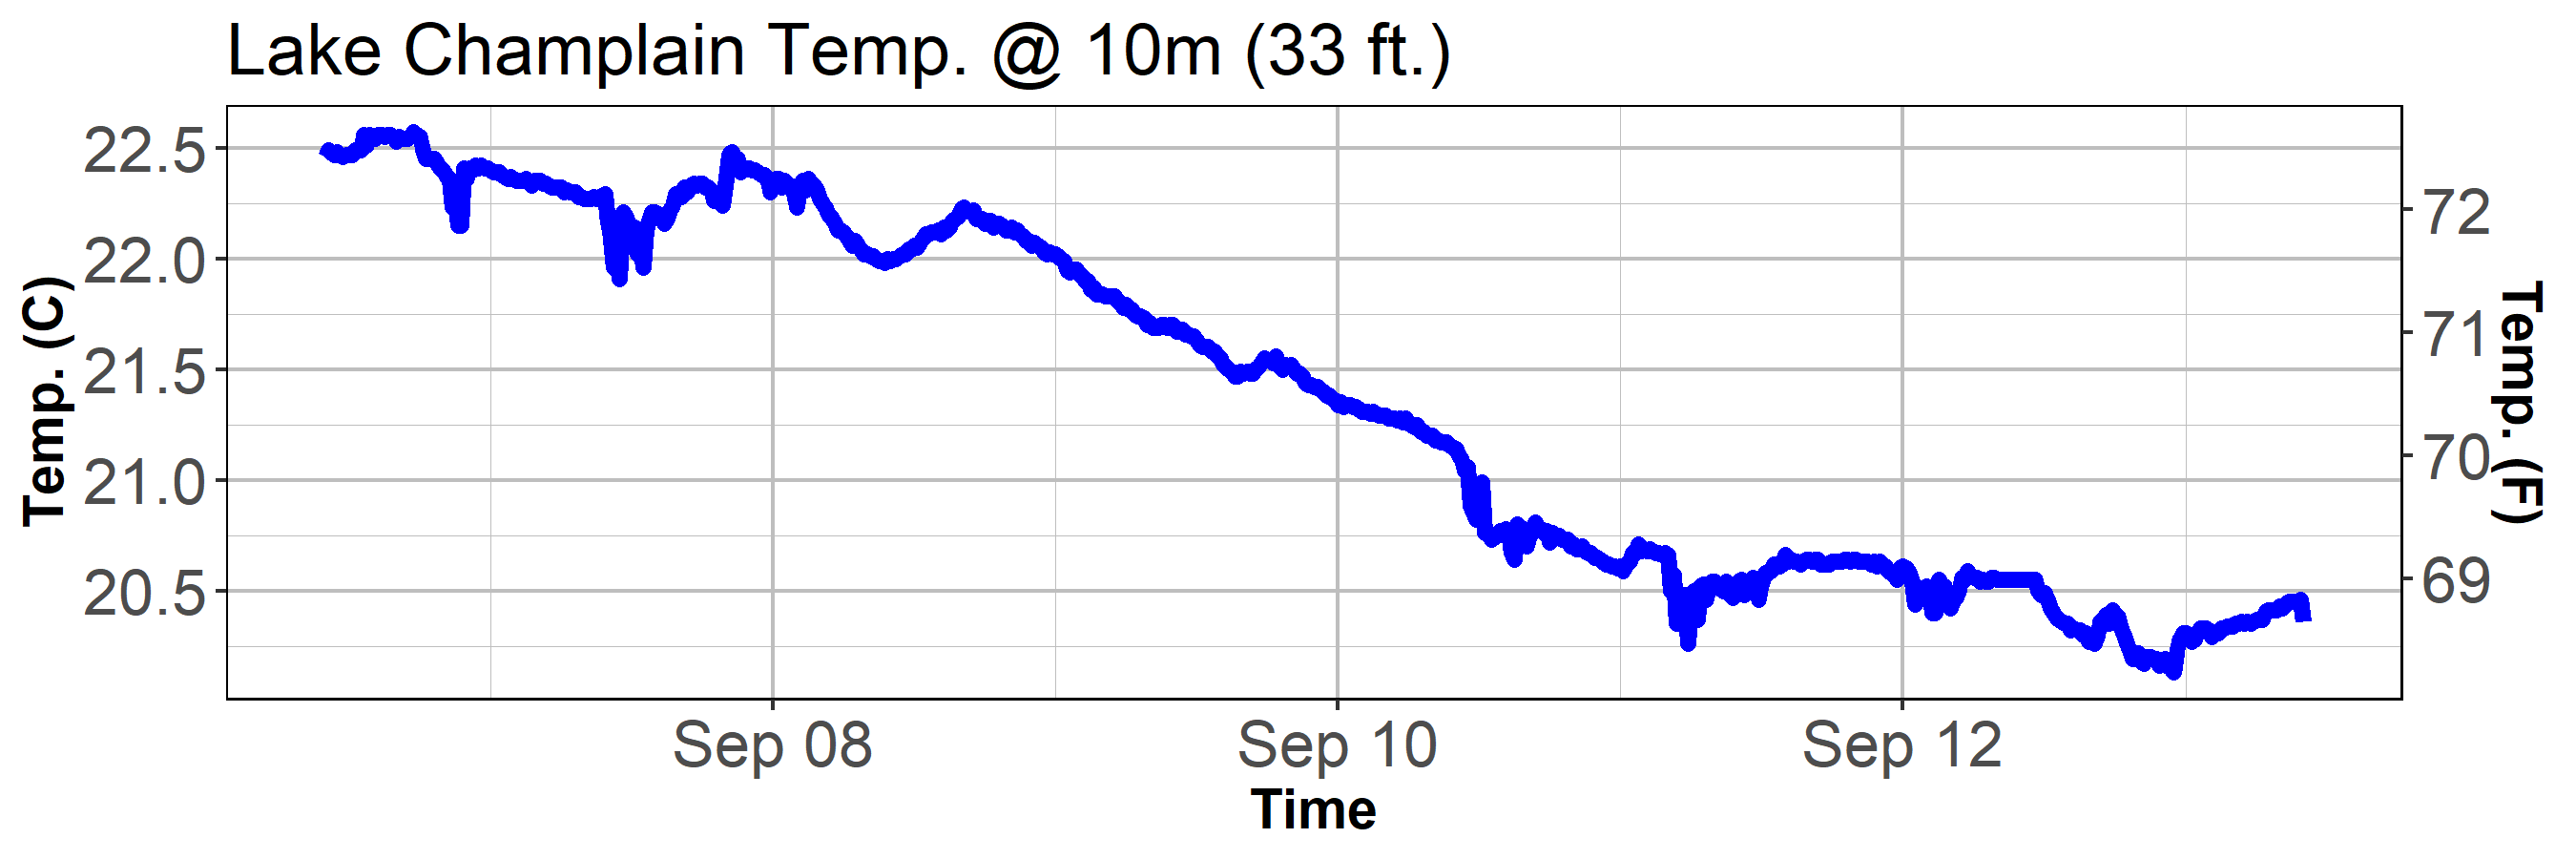 Lake Champlain Temp. @ 10m (33 ft.)
Temp. (C)
22.5
22.0
21.5
21.0
20.5
72
71
70
69
Temp. (F)
Sep 08 Sep 10 Sep 12
Time